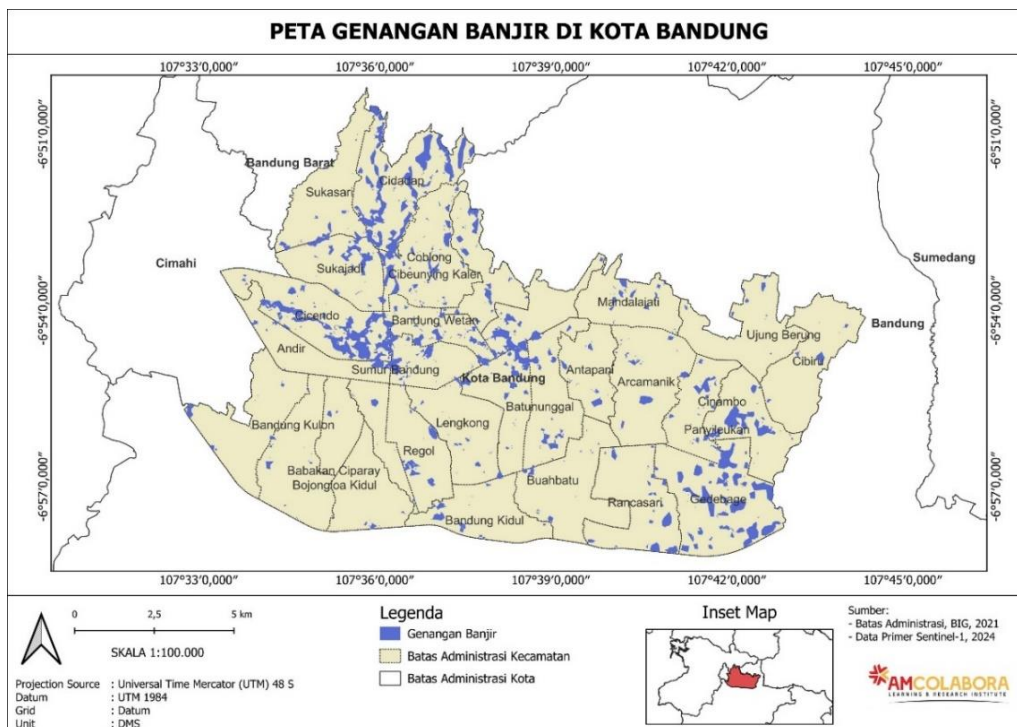 PETA GENANGAN BANJIR DI KOTA BANDUNG
107°33'0,000" 107°36'0,000" 107°39'0,000" 107°42'0,000" 107°45'0,000"
-6°51'0,000" -6°51'0,000"
-6°54'0,000" -6°54'0,000"
-6°57'0,000" -6°57'0,000"
Bandung Barat
Cidadap
Sukasari
Cimahi
Sukajadi
Coblong
Cibeunying Kaler
Sumedang
Mandalajati
Cicendo
Bandung Wetan
Bandung
Ujung Berung
Andir
Cibiru
Sumur Bandung
Kota Bandung
Antapani
Arcamanik
Cinambo
Batununggal
Bandung Kulon
Lengkong
Panyileukan
Regol
Babakan Ciparay
Bojongloa Kidul
Buahbatu
Rancasari
Gedebage
Bandung Kidul
107°33'0,000" 107°36'0,000" 107°39'0,000" 107°42'0,000" 107°45'0,000"
0 2,5 5 km
SKALA 1:100.000
Projection Source : Universal Time Mercator (UTM) 48 S
Datum : UTM 1984
Grid : Datum
Unit : DMS
Legenda
Genangan Banjir
Batas Administrasi Kecamatan
Batas Administrasi Kota
Inset Map
Sumber:
- Batas Administrasi, BIG, 2021
- Data Primer Sentinel-1, 2024
AMCOLABORA
LEARNING & RESEARCH INSTITUTE